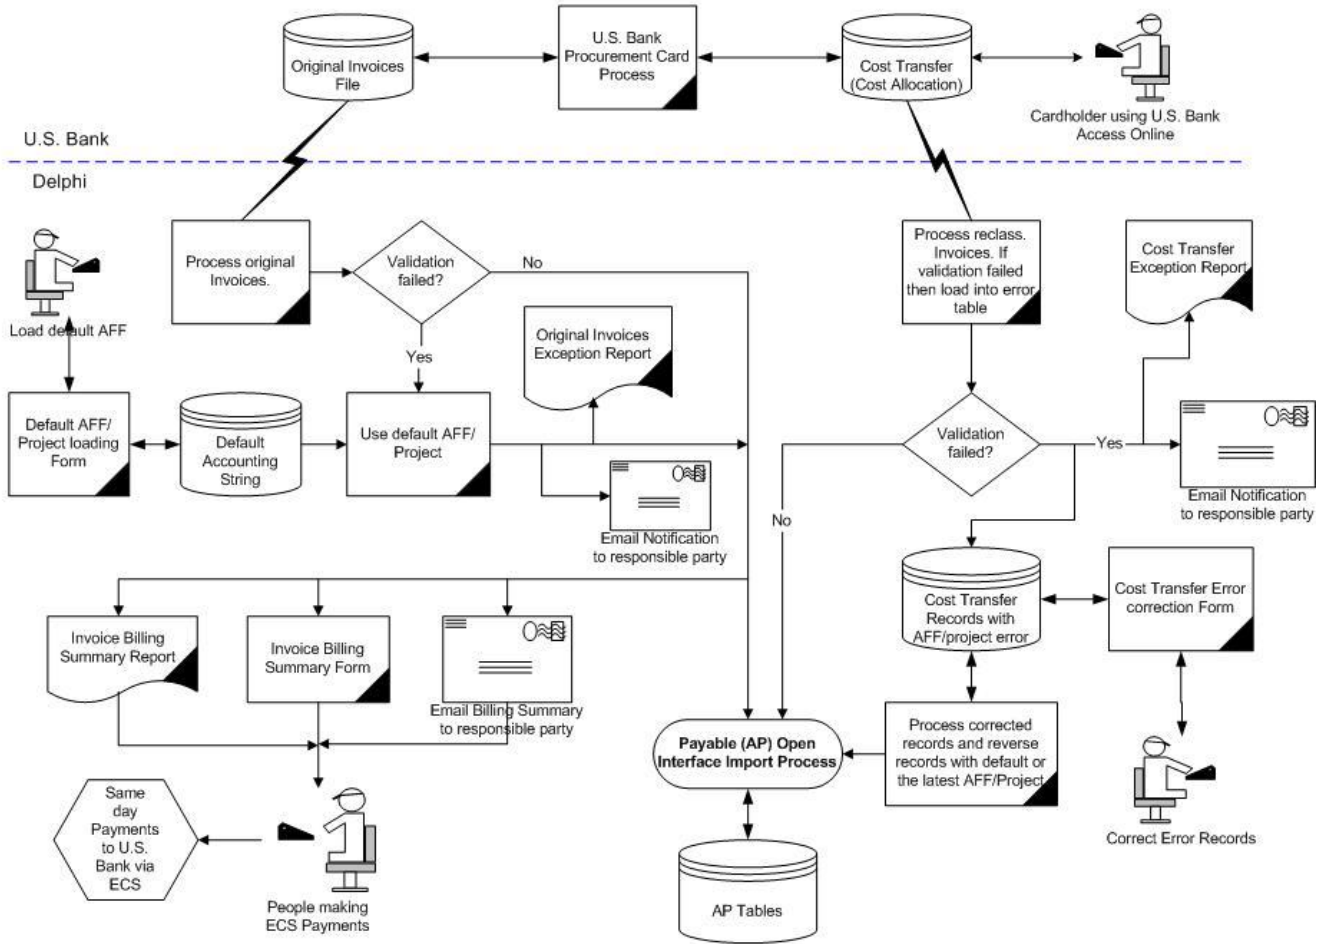 Original Invoices
File
U.S. Bank
Procurement Card
Process
Cost Transfer
(Cost Allocation)
Cardholder using U.S. Bank
Access Online
U.S. Bank
Delphi
Load default AFF
Process original
Invoices.
Validation
failed?
No
Yes
Original Invoices
Exception Report
Process reclass.
Invoices. If
validation failed
then load into error
table
Cost Transfer
Exception Report
Default AFF/
Project loading
Form
Default
Accounting
String
Use default AFF/
Project
Email Notification
to responsible party
Validation
failed?
Yes
No
Email Notification
to responsible party
Cost Transfer
Records with
AFF/project error
Cost Transfer Error
correction Form
Invoice Billing
Summary Report
Invoice Billing
Summary Form
Email Billing Summary
to responsible party
Payable (AP) Open
Interface Import Process
Process corrected
records and reverse
records with default or
the latest AFF/Project
Correct Error Records
Same
day
Payments
to U.S.
Bank via
ECS
People making
ECS Payments
AP Tables